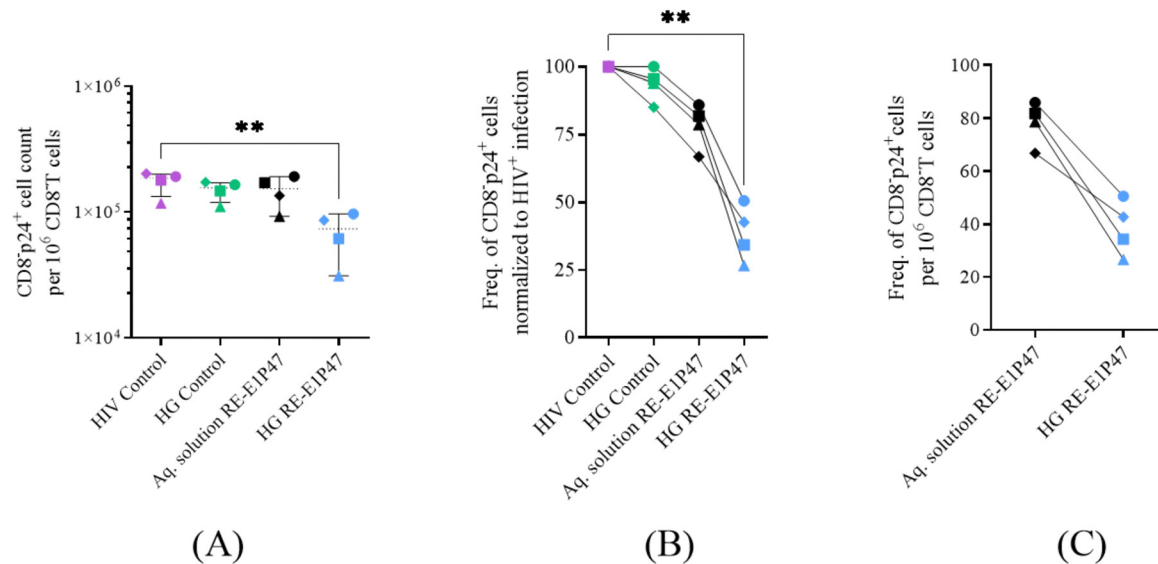 CD8⁻p24⁺ cell count
per 10⁶ CD8⁻T cells
1×10⁶
1×10⁵
1×10⁴
**
HIV Control
HG Control
Aq. solution RE-E1P47
HG RE-E1P47
(A)
Freq. of CD8⁻p24⁺ cells
normalized to HIV⁺ infection
100
75
50
25
0
**
HIV Control
HG Control
Aq. solution RE-E1P47
HG RE-E1P47
(B)
Freq. of CD8⁻p24⁺cells
per 10⁶ CD8⁻T cells
100
80
60
40
20
0
Aq. solution RE-E1P47
HG RE-E1P47
(C)